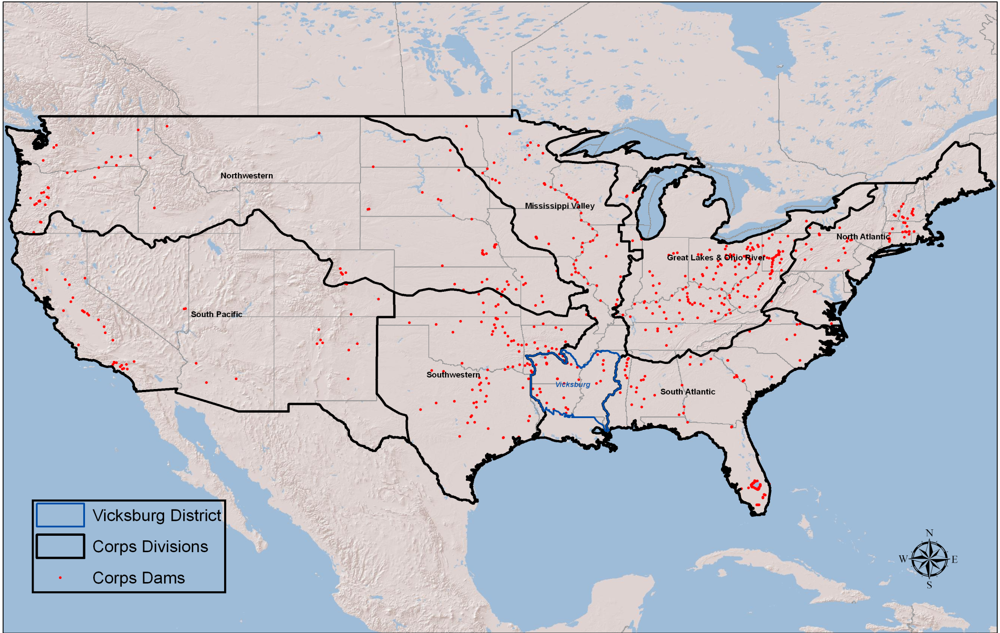 Northwestern
Mississippi Valley
North Atlantic
Great Lakes & Ohio River
South Pacific
Southwestern
Vicksburg
South Atlantic
Vicksburg District
Corps Divisions
Corps Dams
N
W
E
S